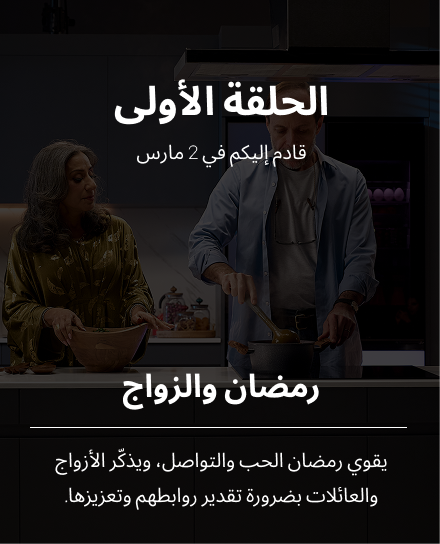 الحلقة الأولى
قادم إليكم في 2 مارس
رمضان والزواج
يقوي رمضان الحب والتواصل، ويذكّر الأزواج
والعائلات بضرورة تقدير روابطهم وتعزيزها.